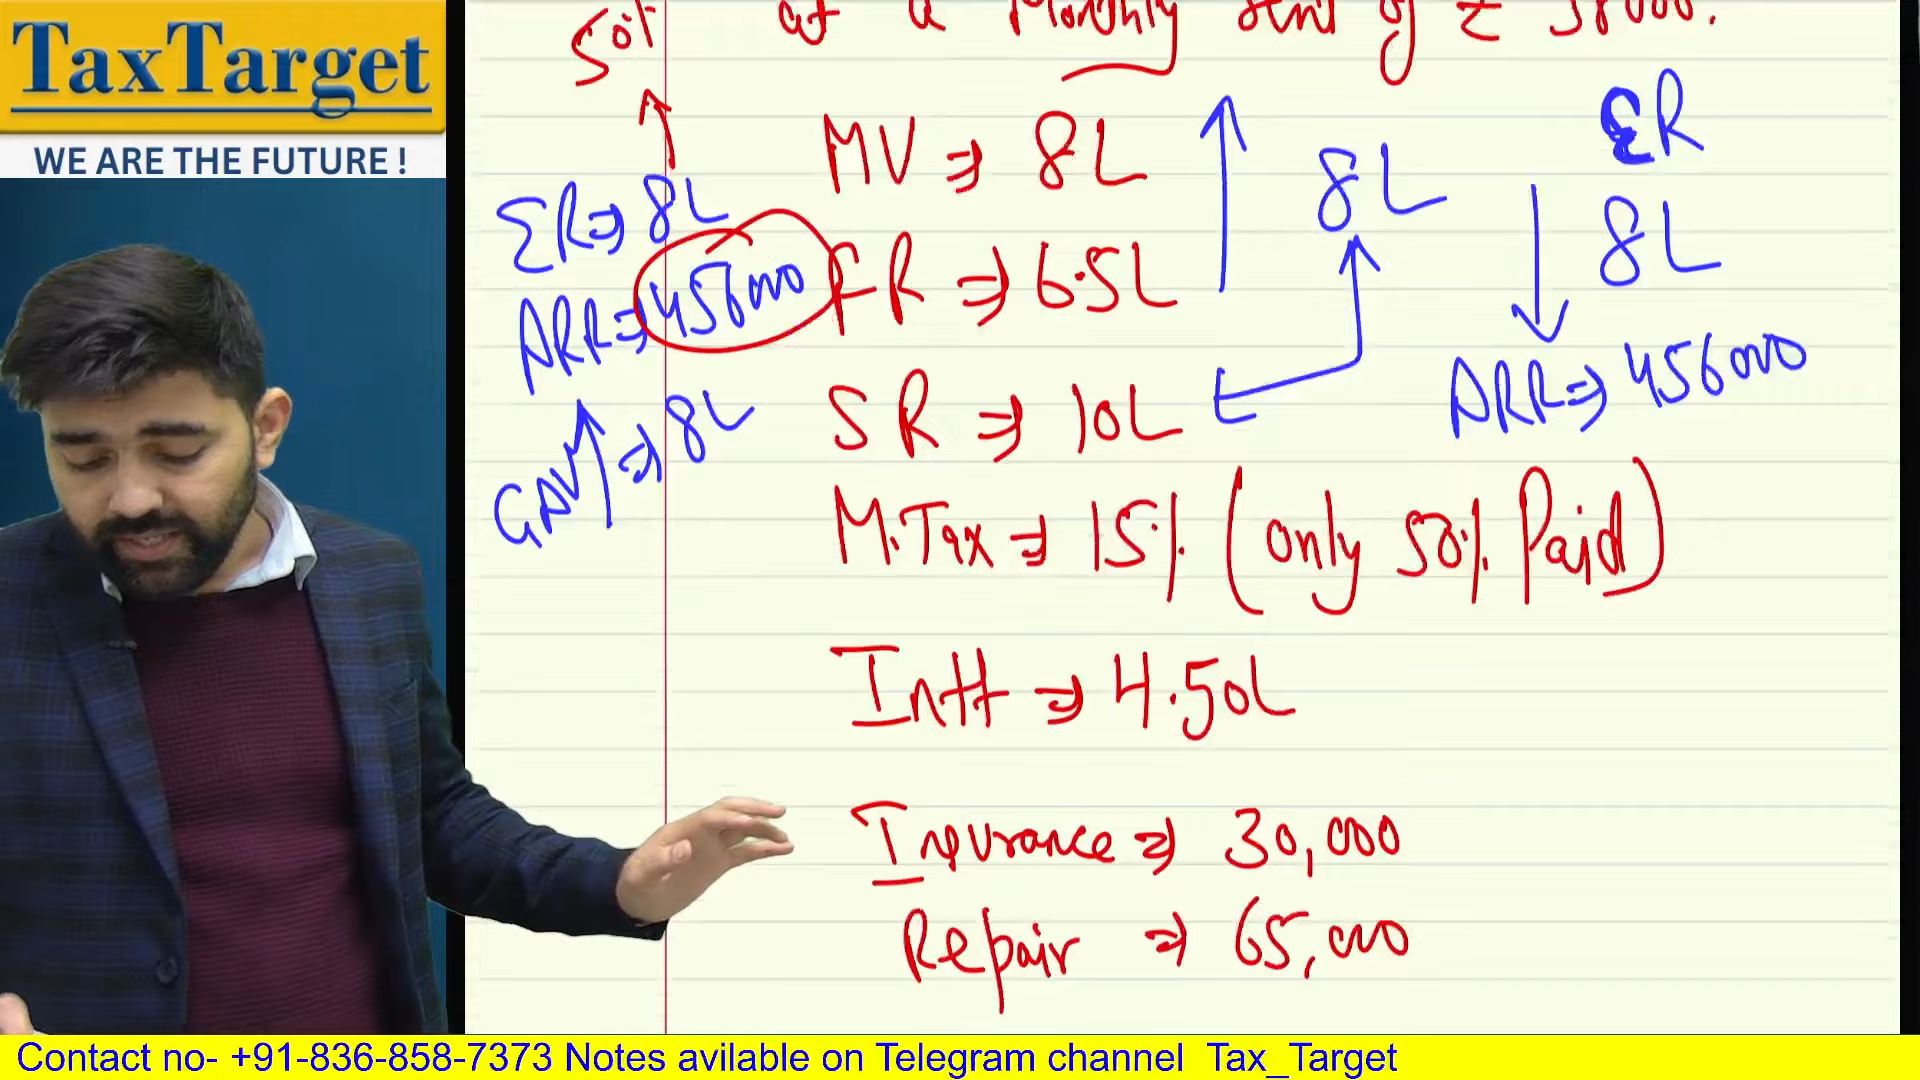 TaxTarget
WE ARE THE FUTURE !
50% at a Monthly Rent of ₹ 38000.
MV ⇒ 8L
8L
ER
8L
ER ⇒ 8L
ARR ⇒ 456000
FR ⇒ 6.5L
ARR ⇒ 456000
GAV ⇒ 8L
SR ⇒ 10L
M.Tax ⇒ 15% (Only 50% Paid)
Intt ⇒ 4.50L
Insurance ⇒ 30,000
Repair ⇒ 65,000
Contact no- +91-836-858-7373 Notes avilable on Telegram channel Tax_Target